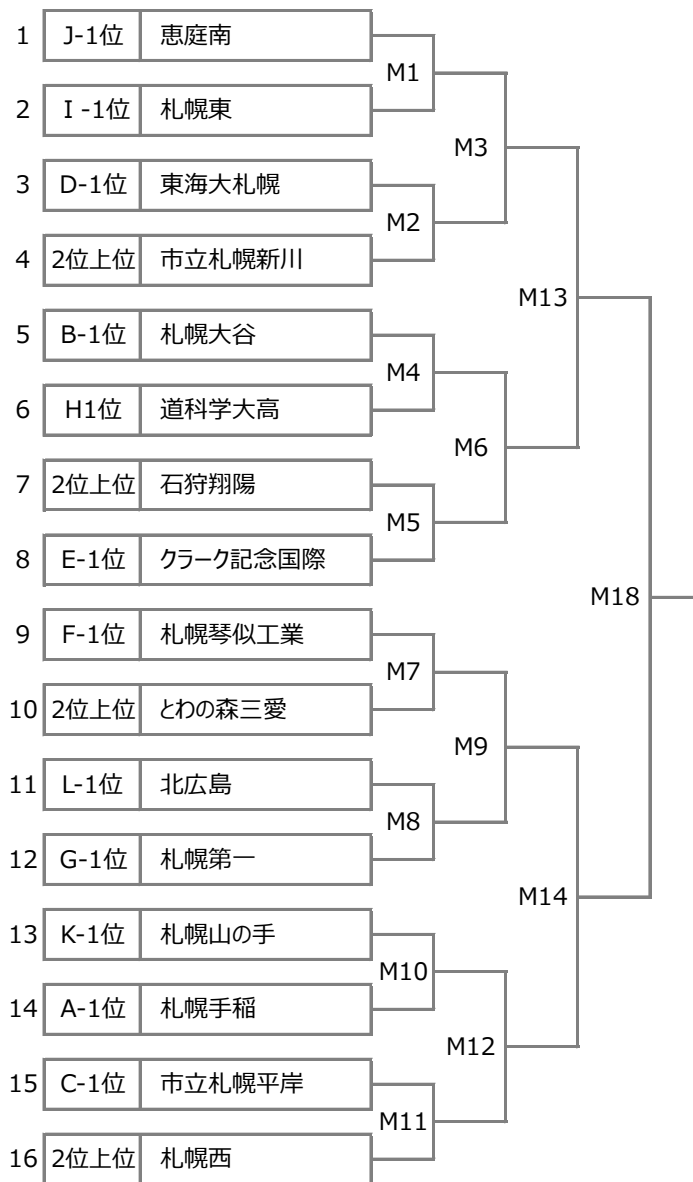 1 J-1位 恵庭南
M1
2 I -1位 札幌東
M3
3 D-1位 東海大札幌
M2
4 2位上位 市立札幌新川
M13
5 B-1位 札幌大谷
M4
6 H1位 道科学大高
M6
7 2位上位 石狩翔陽
M5
8 E-1位 クラーク記念国際
M18
9 F-1位 札幌琴似工業
M7
10 2位上位 とわの森三愛
M9
11 L-1位 北広島
M8
12 G-1位 札幌第一
M14
13 K-1位 札幌山の手
M10
14 A-1位 札幌手稲
M12
15 C-1位 市立札幌平岸
M11
16 2位上位 札幌西